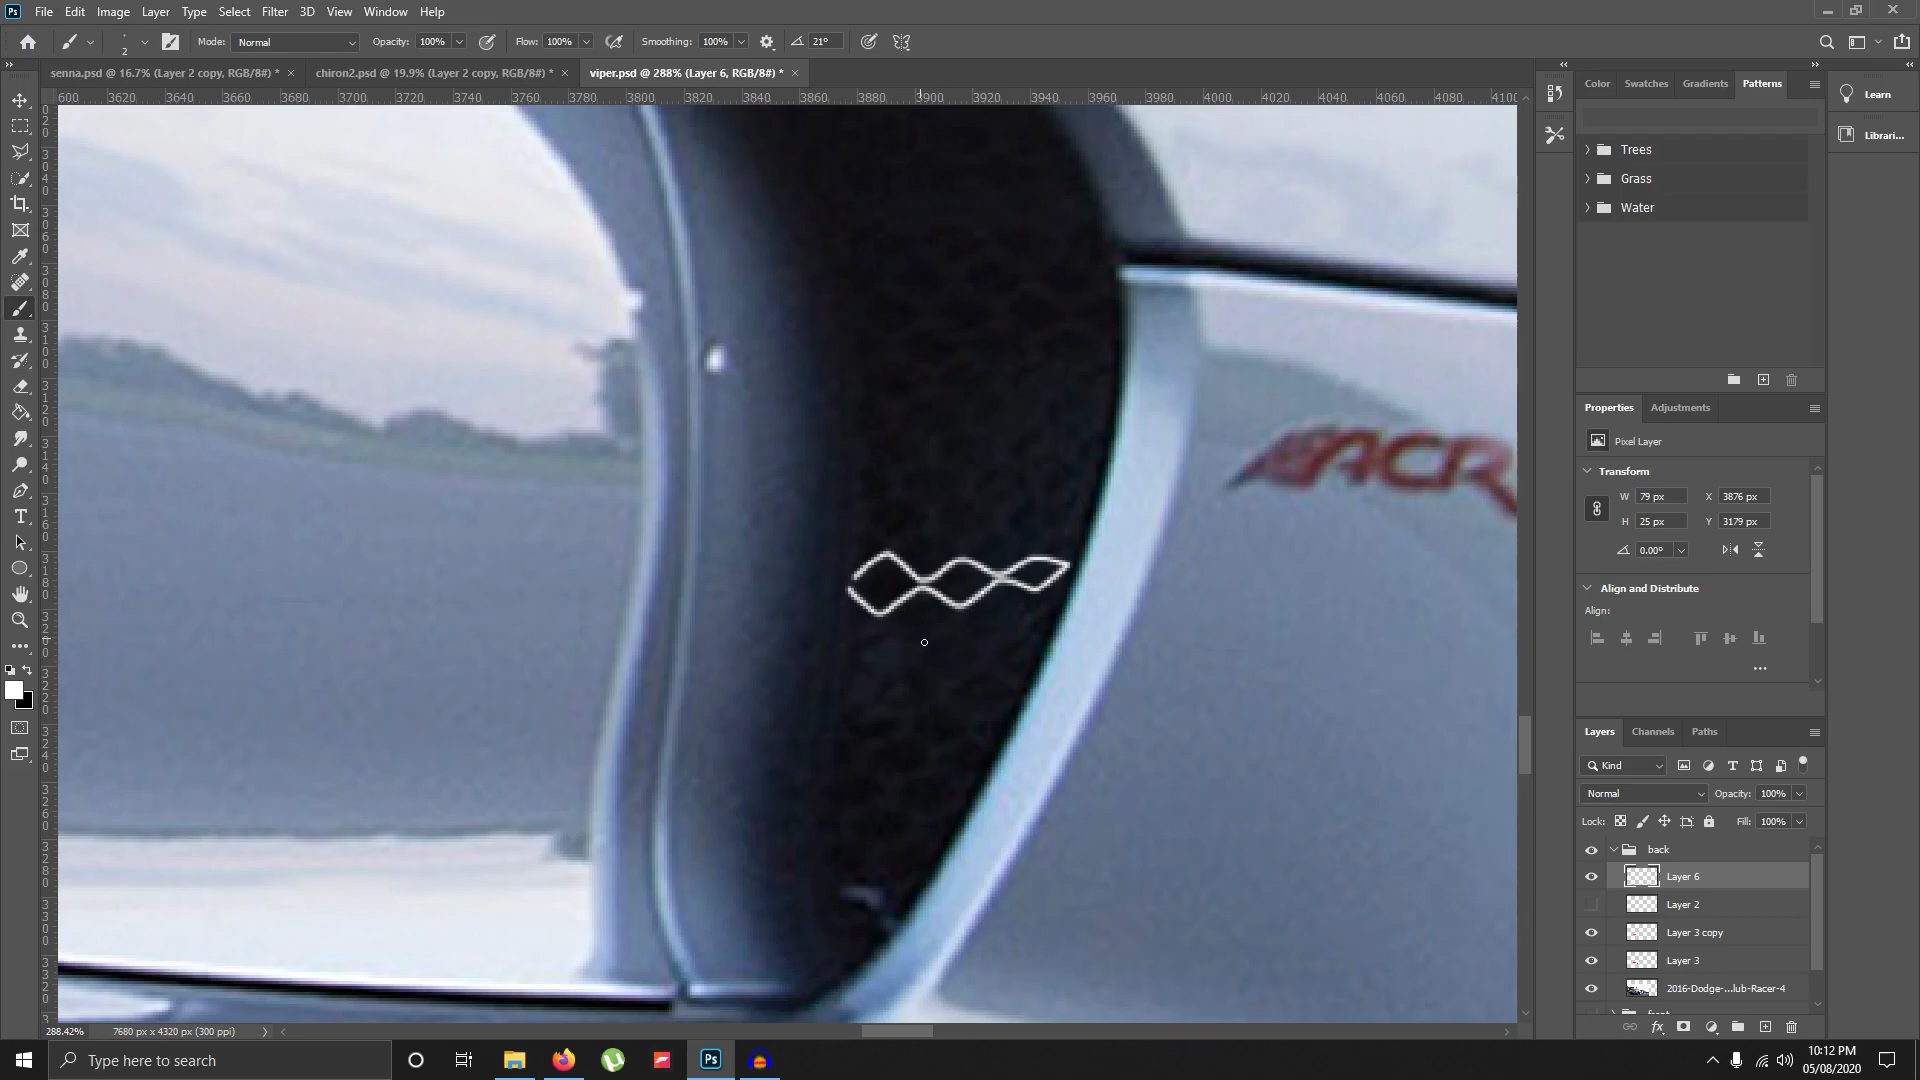 Ps File Edit Image Layer Type Select Filter 3D View Window Help
2 Mode: Normal Opacity: 100% Flow: 100% Smoothing: 100% 21°
senna.psd @ 16.7% (Layer 2 copy, RGB/8#) * chiron2.psd @ 19.9% (Layer 2 copy, RGB/8#) * viper.psd @ 288% (Layer 6, RGB/8#) *
600 3620 3640 3660 3680 3700 3720 3740 3760 3780 3800 3820 3840 3860 3880 3900 3920 3940 3960 3980 4000 4020 4040 4060 4080 4100
Color Swatches Gradients Patterns
Learn
Librari...
Trees
Grass
Water
Properties Adjustments
Pixel Layer
Transform
W 79 px X 3876 px
H 25 px Y 3179 px
0.00°
Align and Distribute
Align:
ACR
Layers Channels Paths
Kind
Normal Opacity: 100%
Lock: Fill: 100%
back
Layer 6
Layer 2
Layer 3 copy
Layer 3
2016-Dodge-...lub-Racer-4
fx
288.42% 7680 px x 4320 px (300 ppi)
Type here to search
Ps
10:12 PM
05/08/2020